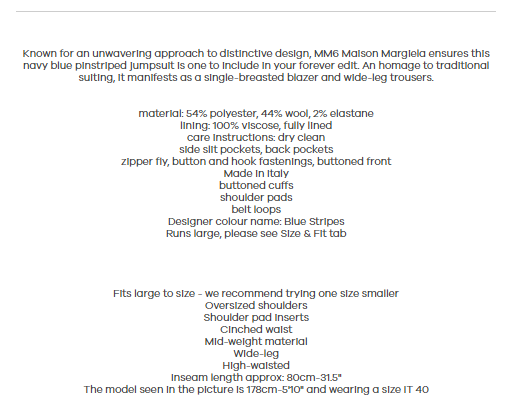 Known for an unwavering approach to distinctive design, MM6 Maison Margiela ensures this
navy blue pinstriped jumpsuit is one to include in your forever edit. An homage to traditional
suiting, it manifests as a single-breasted blazer and wide-leg trousers.
material: 54% polyester, 44% wool, 2% elastane
lining: 100% viscose, fully lined
care instructions: dry clean
side slit pockets, back pockets
zipper fly, button and hook fastenings, buttoned front
Made in Italy
buttoned cuffs
shoulder pads
belt loops
Designer colour name: Blue Stripes
Runs large, please see Size & Fit tab
Fits large to size - we recommend trying one size smaller
Oversized shoulders
Shoulder pad inserts
Cinched waist
Mid-weight material
Wide-leg
High-waisted
Inseam length approx: 80cm-31.5"
The model seen in the picture is 178cm-5'10" and wearing a size IT 40